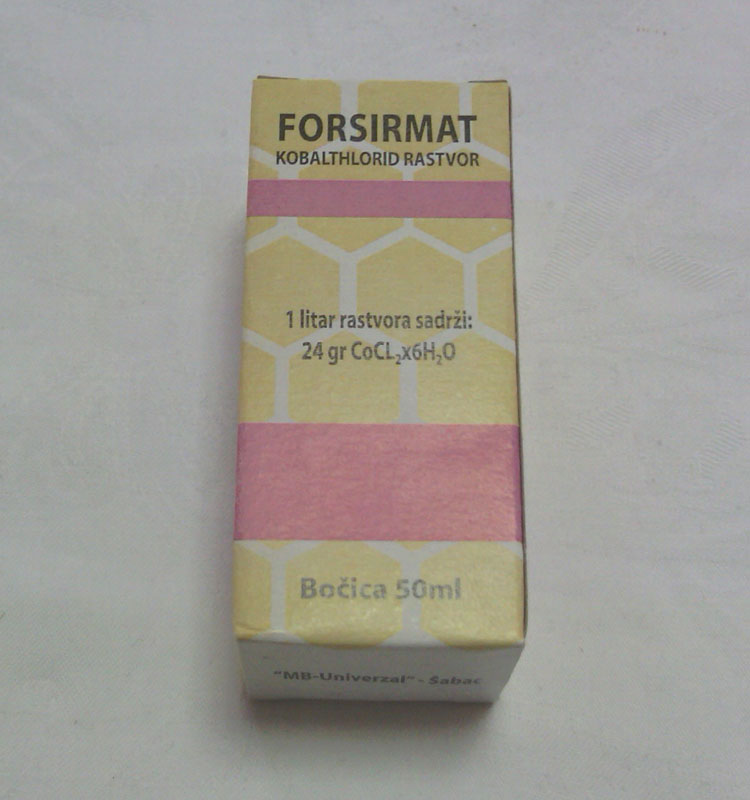 FORSIRMAT
KOBALTHLORID RASTVOR
1 litar rastvora sadrži:
24 gr CoCL₂x6H₂O
Bočica 50ml
"MB-Univerzal" - Šabac